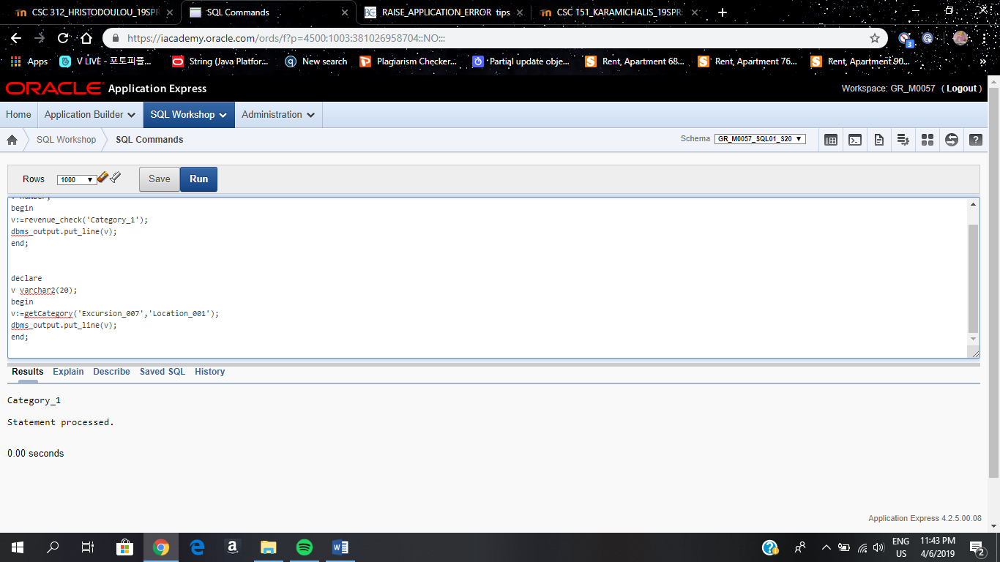 CSC 312_HRISTODOULOU_19SPR
SQL Commands
BC RAISE_APPLICATION_ERROR tips
CSC 151_KARAMICHALIS_19SPR
https://iacademy.oracle.com/ords/f?p=4500:1003:381026958704::NO:::
3
Apps
V LIVE - 포토피플...
String (Java Platfor...
New search
Plagiarism Checker...
Partial update obje...
Rent, Apartment 68...
Rent, Apartment 76...
Rent, Apartment 90...
»
ORACLE Application Express
Workspace: GR_M0057 ( Logout )
Home
Application Builder
SQL Workshop
Administration
SQL Workshop
SQL Commands
Schema
GR_M0057_SQL01_S20
?
Rows
1000
Save
Run
v number;
begin
v:=revenue_check('Category_1');
dbms_output.put_line(v);
end;
declare
v varchar2(20);
begin
v:=getCategory('Excursion_007','Location_001');
dbms_output.put_line(v);
end;
Results
Explain
Describe
Saved SQL
History
Category_1
Statement processed.
0.00 seconds
Application Express 4.2.5.00.08
ENG
US
11:43 PM
4/6/2019
2